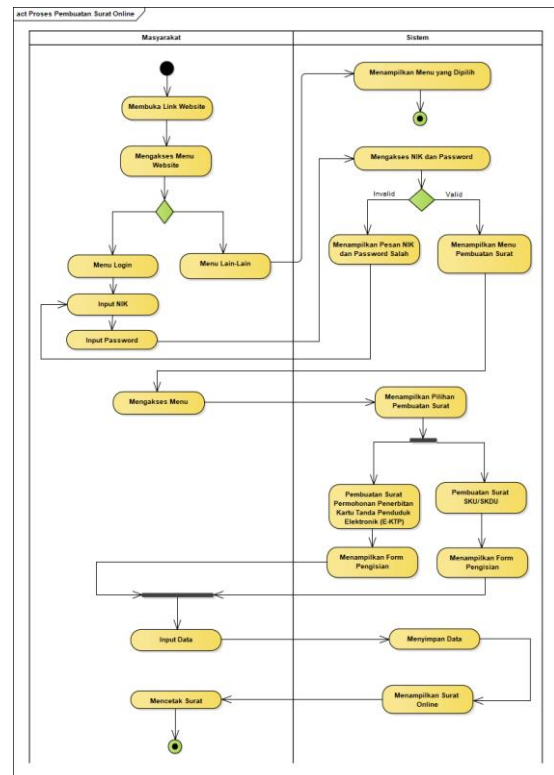 act Proses Pembuatan Surat Online
Masyarakat
Sistem
Membuka Link Website
Mengakses Menu
Website
Menu Login
Menu Lain-Lain
Input NIK
Input Password
Menampilkan Menu yang Dipilih
Mengakses NIK dan Password
Invalid
Valid
Menampilkan Pesan NIK
dan Password Salah
Menampilkan Menu
Pembuatan Surat
Mengakses Menu
Menampilkan Pilihan
Pembuatan Surat
Pembuatan Surat
Permohonan Penerbitan
Kartu Tanda Penduduk
Elektronik (E-KTP)
Pembuatan Surat
SKU/SKDU
Menampilkan Form
Pengisian
Menampilkan Form
Pengisian
Input Data
Menyimpan Data
Mencetak Surat
Menampilkan Surat
Online